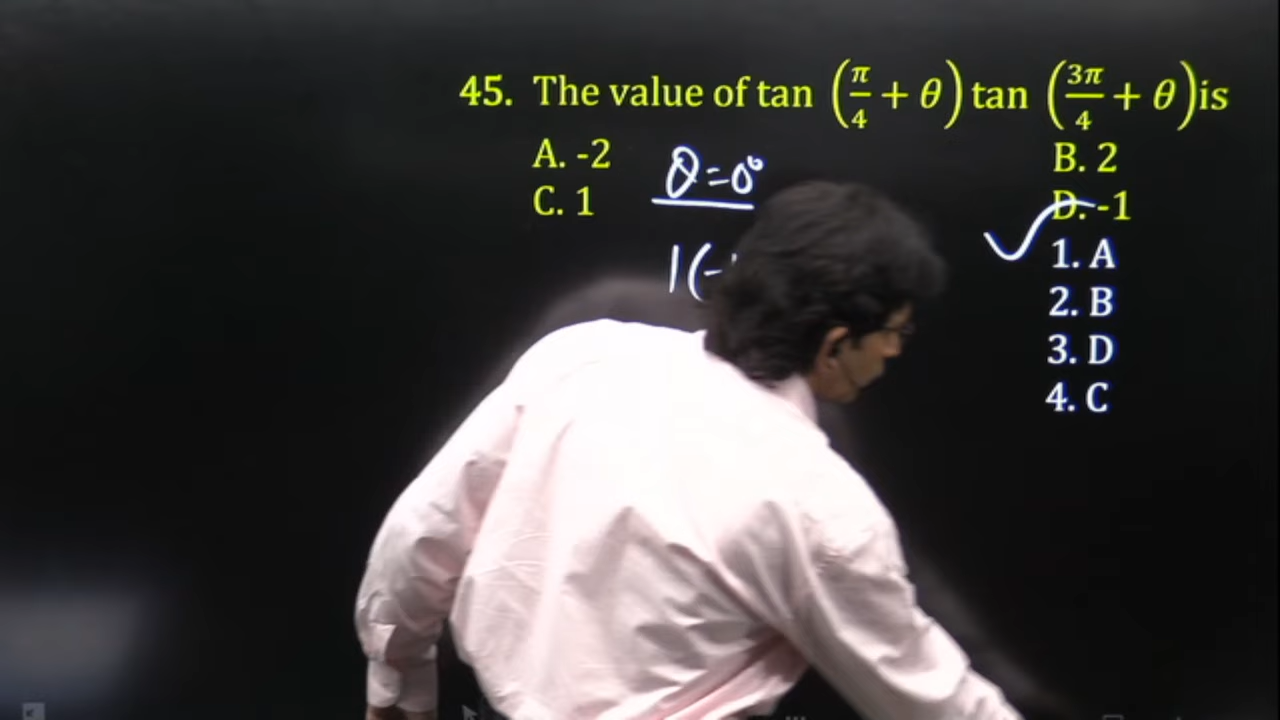 45. The value of tan (π/4 + θ) tan (3π/4 + θ) is
A. -2 B. 2
C. 1 D. -1
θ = 0°
1(-1
1. A
2. B
3. D
4. C